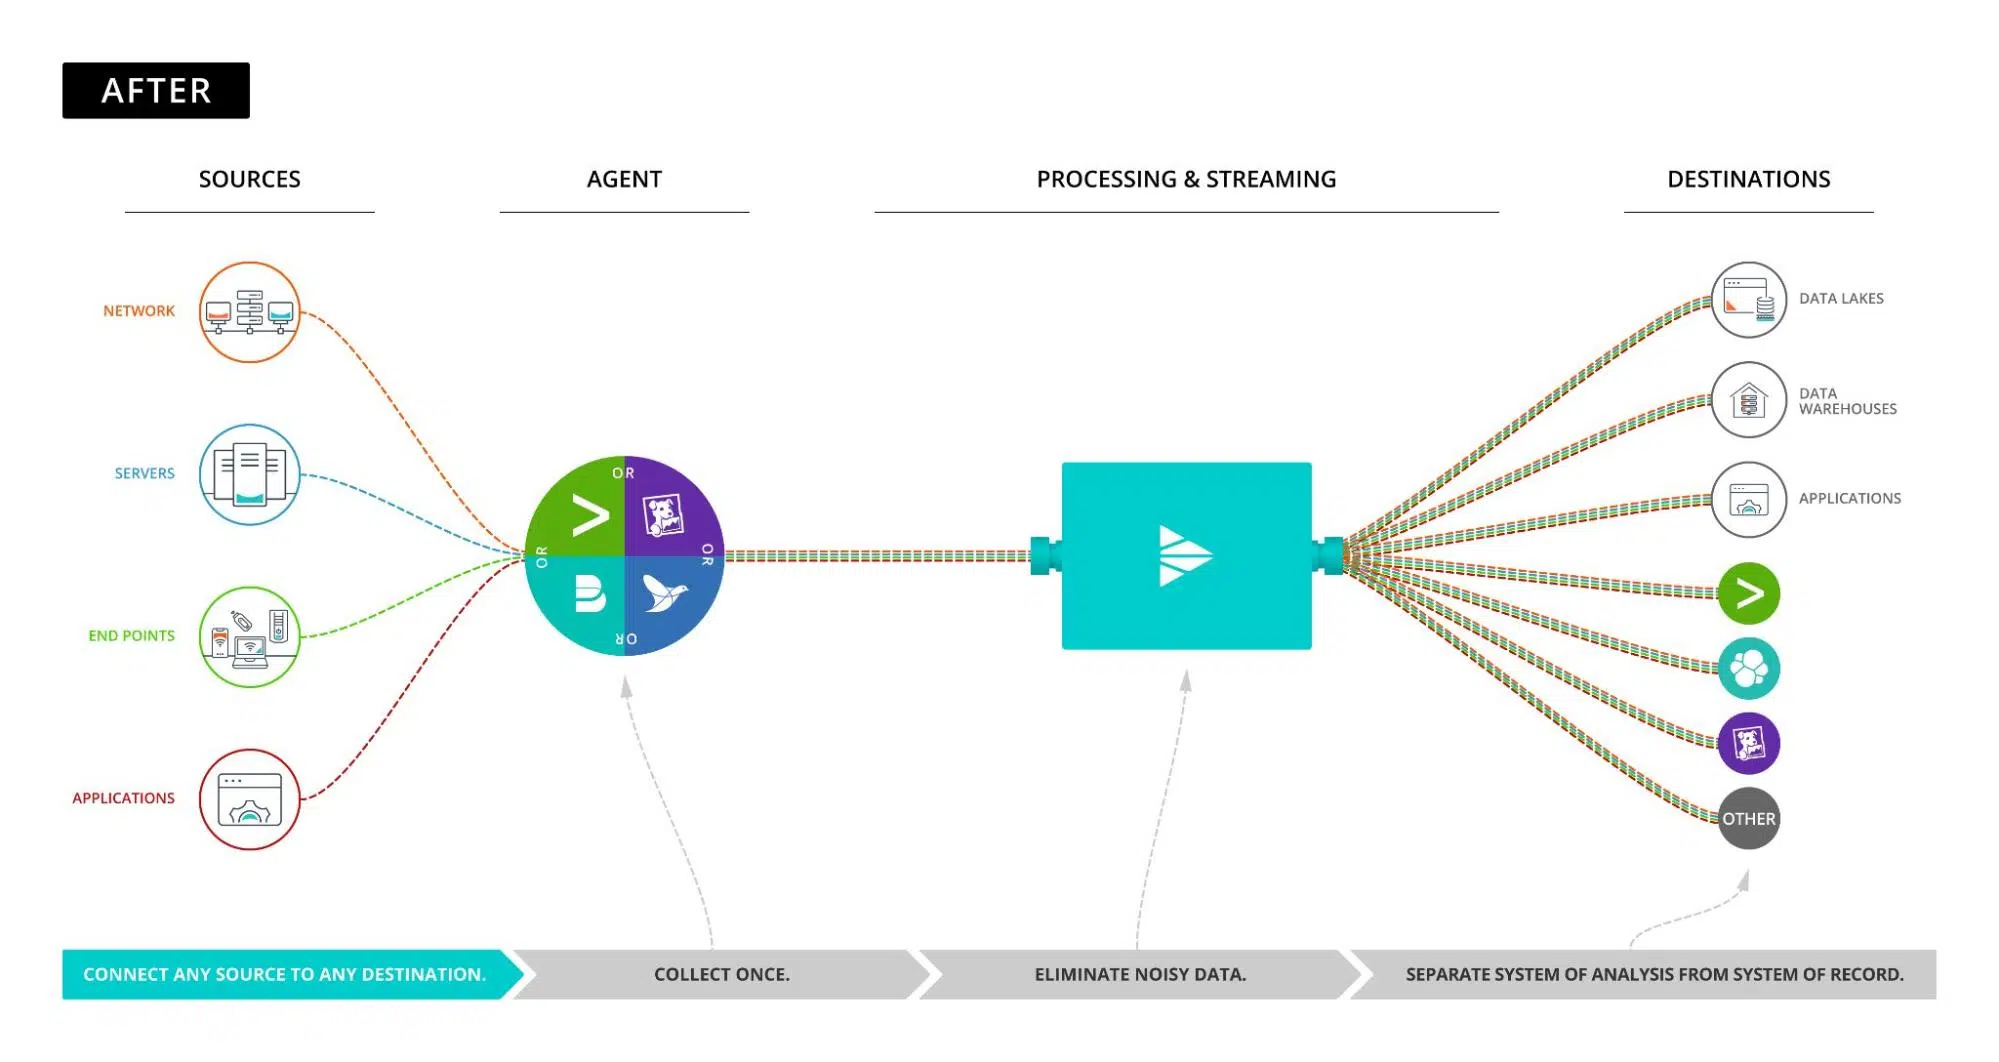 AFTER
SOURCES
AGENT
PROCESSING & STREAMING
DESTINATIONS
NETWORK
SERVERS
END POINTS
APPLICATIONS
OR
OR
OR
OR
DATA LAKES
DATA
WAREHOUSES
APPLICATIONS
OTHER
CONNECT ANY SOURCE TO ANY DESTINATION.
COLLECT ONCE.
ELIMINATE NOISY DATA.
SEPARATE SYSTEM OF ANALYSIS FROM SYSTEM OF RECORD.